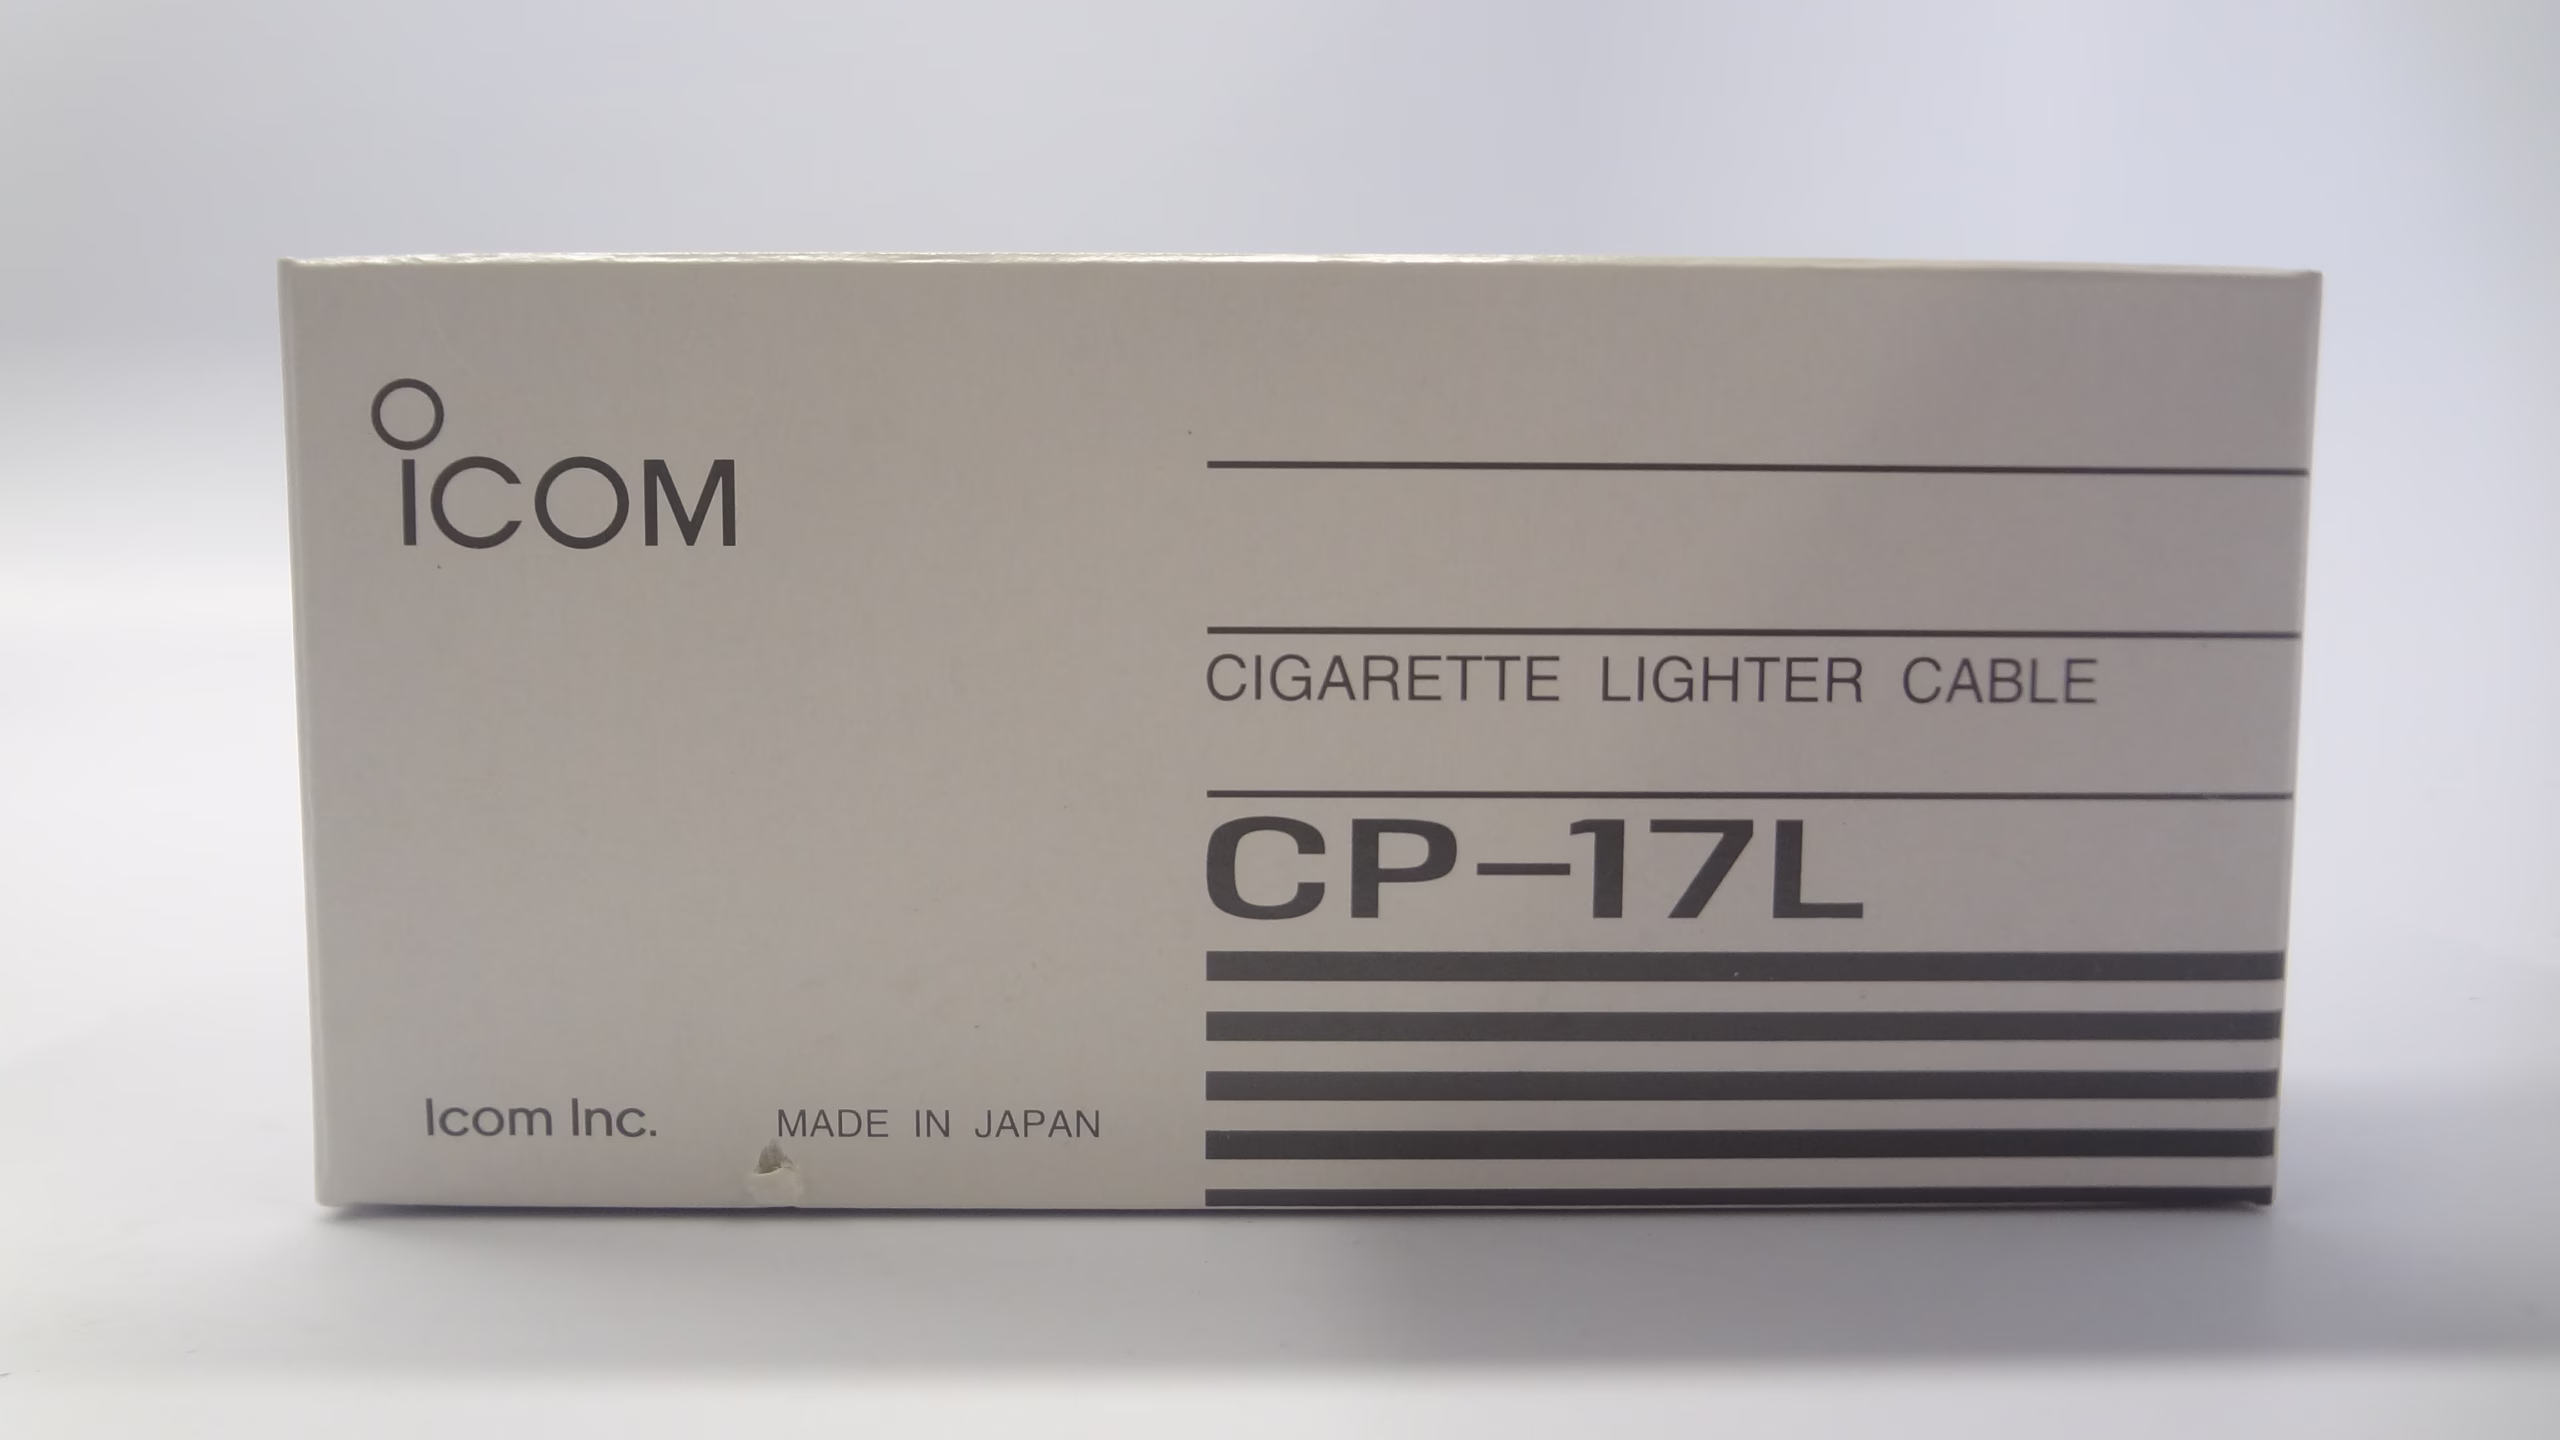 ICOM
CIGARETTE LIGHTER CABLE
CP-17L
Icom Inc. MADE IN JAPAN